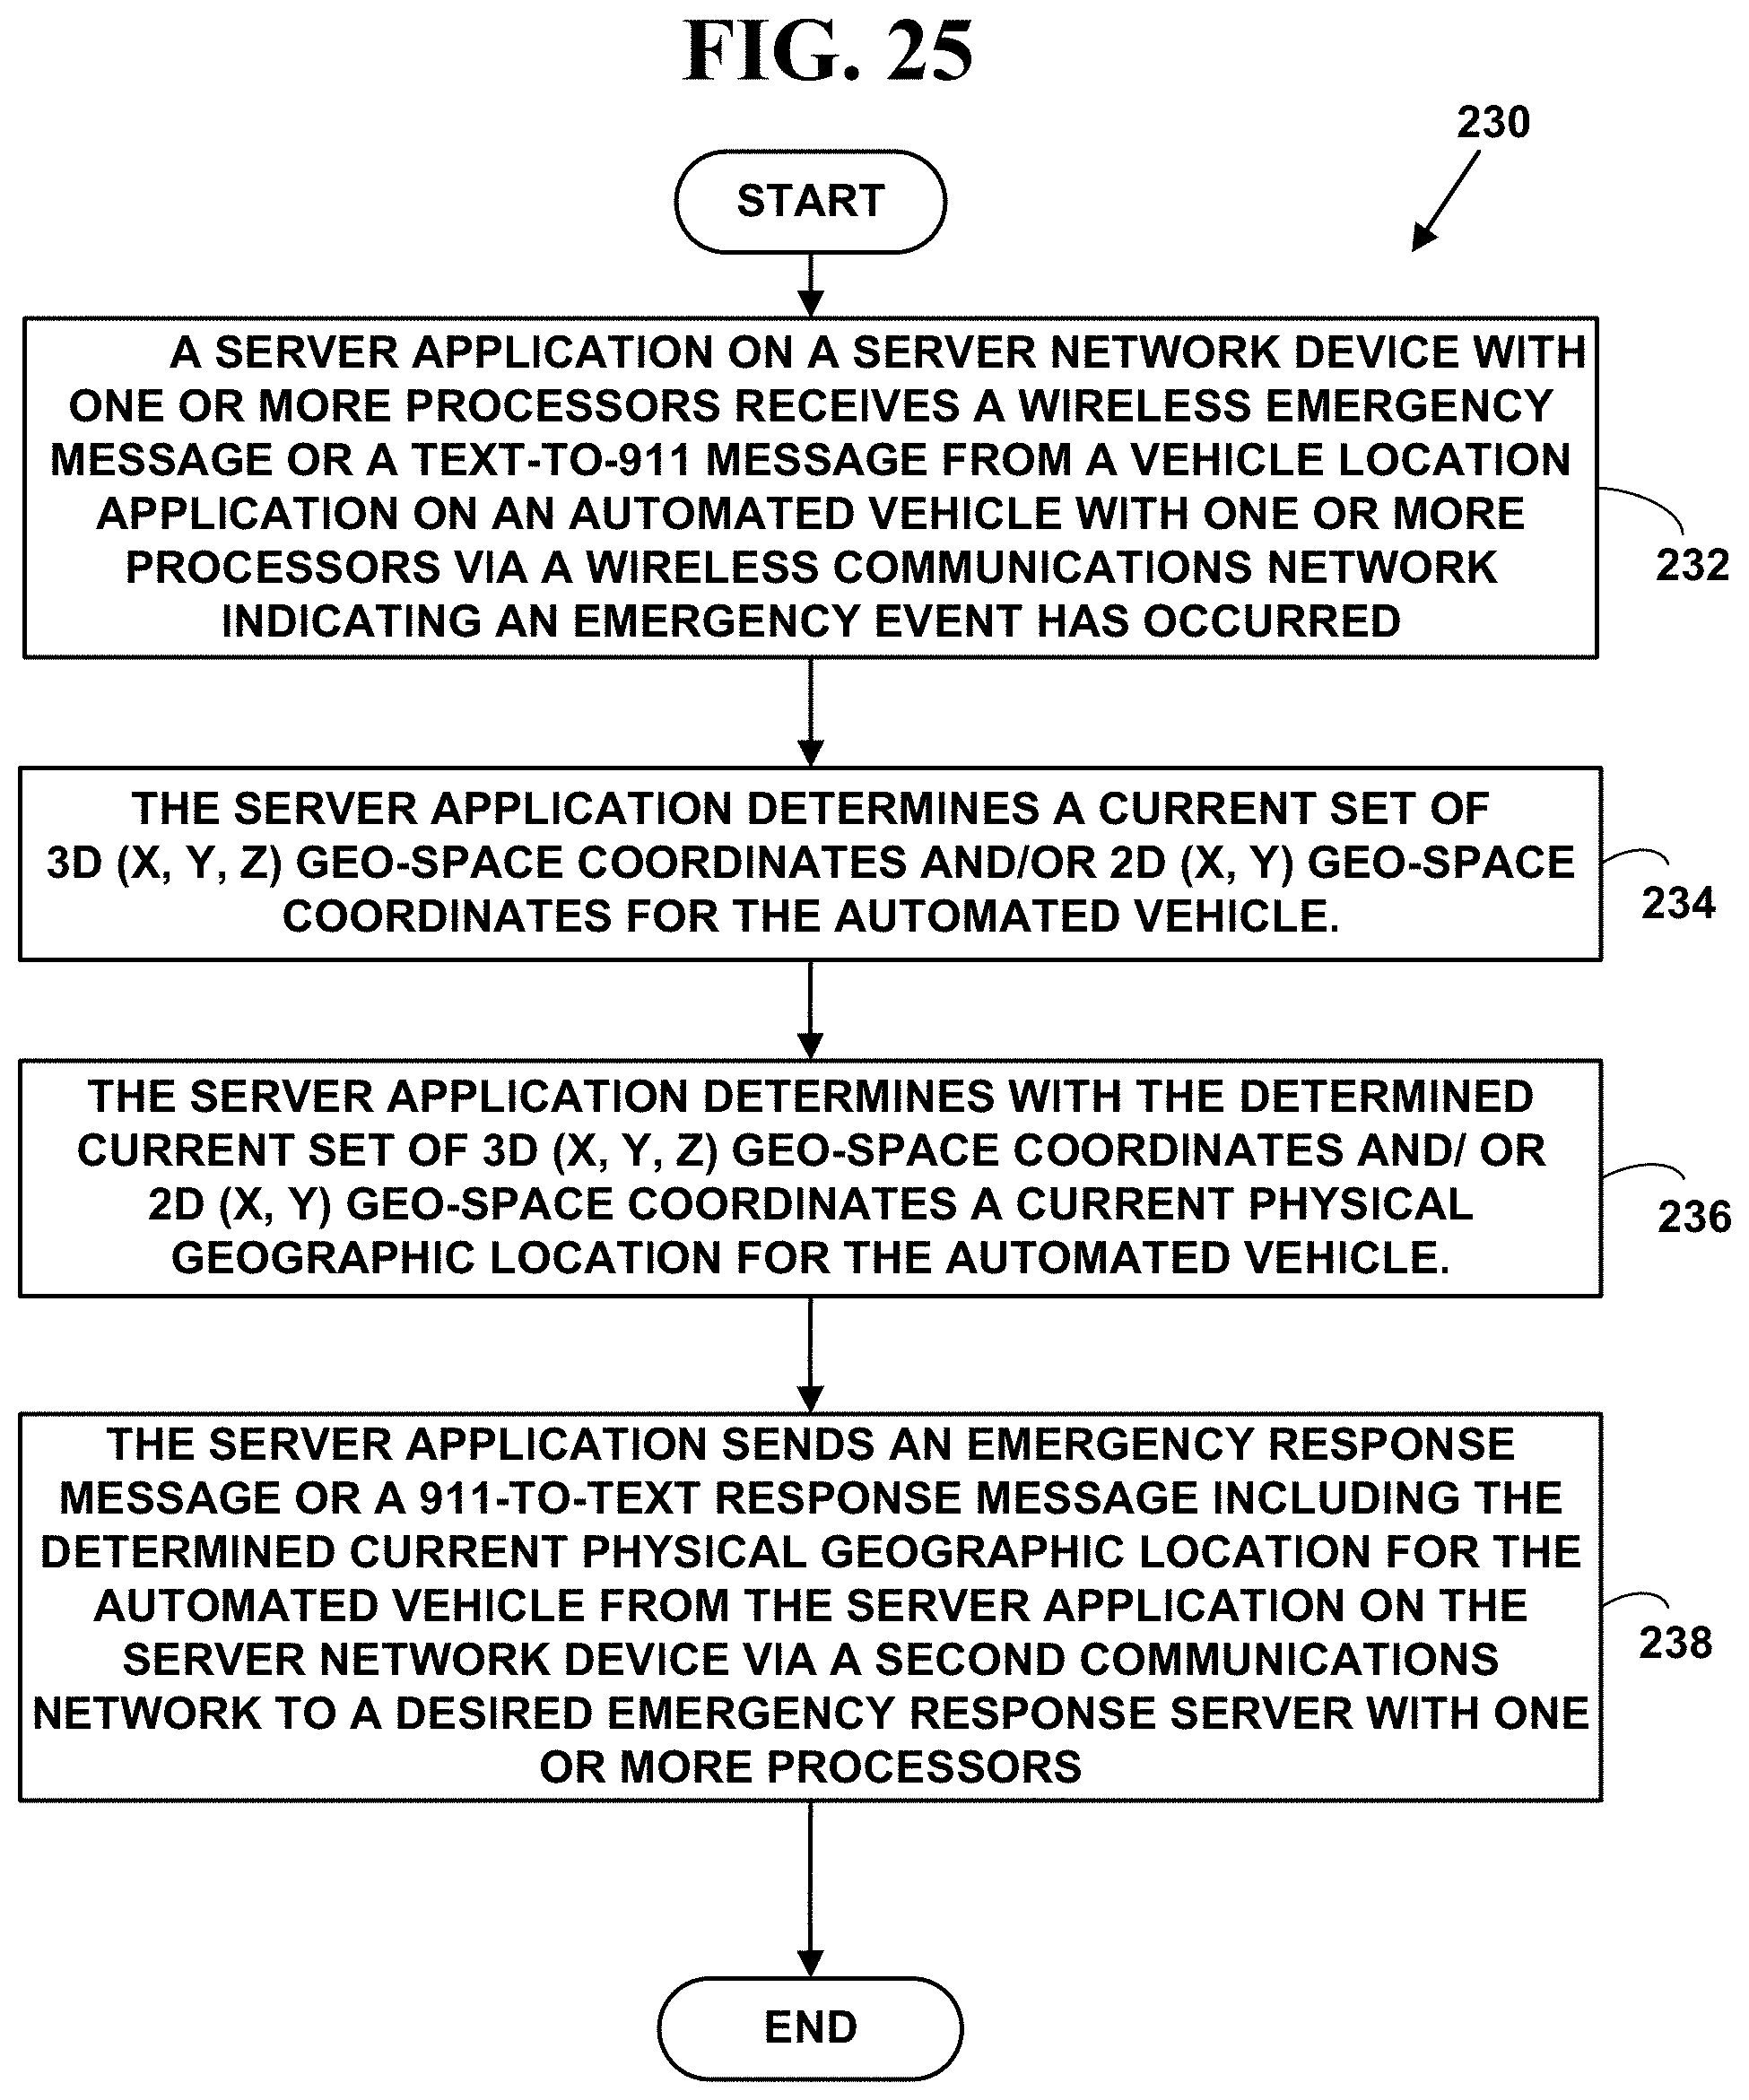 FIG. 25
230
START
A SERVER APPLICATION ON A SERVER NETWORK DEVICE WITH
ONE OR MORE PROCESSORS RECEIVES A WIRELESS EMERGENCY
MESSAGE OR A TEXT-TO-911 MESSAGE FROM A VEHICLE LOCATION
APPLICATION ON AN AUTOMATED VEHICLE WITH ONE OR MORE
PROCESSORS VIA A WIRELESS COMMUNICATIONS NETWORK
INDICATING AN EMERGENCY EVENT HAS OCCURRED
232
THE SERVER APPLICATION DETERMINES A CURRENT SET OF
3D (X, Y, Z) GEO-SPACE COORDINATES AND/OR 2D (X, Y) GEO-SPACE
COORDINATES FOR THE AUTOMATED VEHICLE.
234
THE SERVER APPLICATION DETERMINES WITH THE DETERMINED
CURRENT SET OF 3D (X, Y, Z) GEO-SPACE COORDINATES AND/ OR
2D (X, Y) GEO-SPACE COORDINATES A CURRENT PHYSICAL
GEOGRAPHIC LOCATION FOR THE AUTOMATED VEHICLE.
236
THE SERVER APPLICATION SENDS AN EMERGENCY RESPONSE
MESSAGE OR A 911-TO-TEXT RESPONSE MESSAGE INCLUDING THE
DETERMINED CURRENT PHYSICAL GEOGRAPHIC LOCATION FOR THE
AUTOMATED VEHICLE FROM THE SERVER APPLICATION ON THE
SERVER NETWORK DEVICE VIA A SECOND COMMUNICATIONS
NETWORK TO A DESIRED EMERGENCY RESPONSE SERVER WITH ONE
OR MORE PROCESSORS
238
END